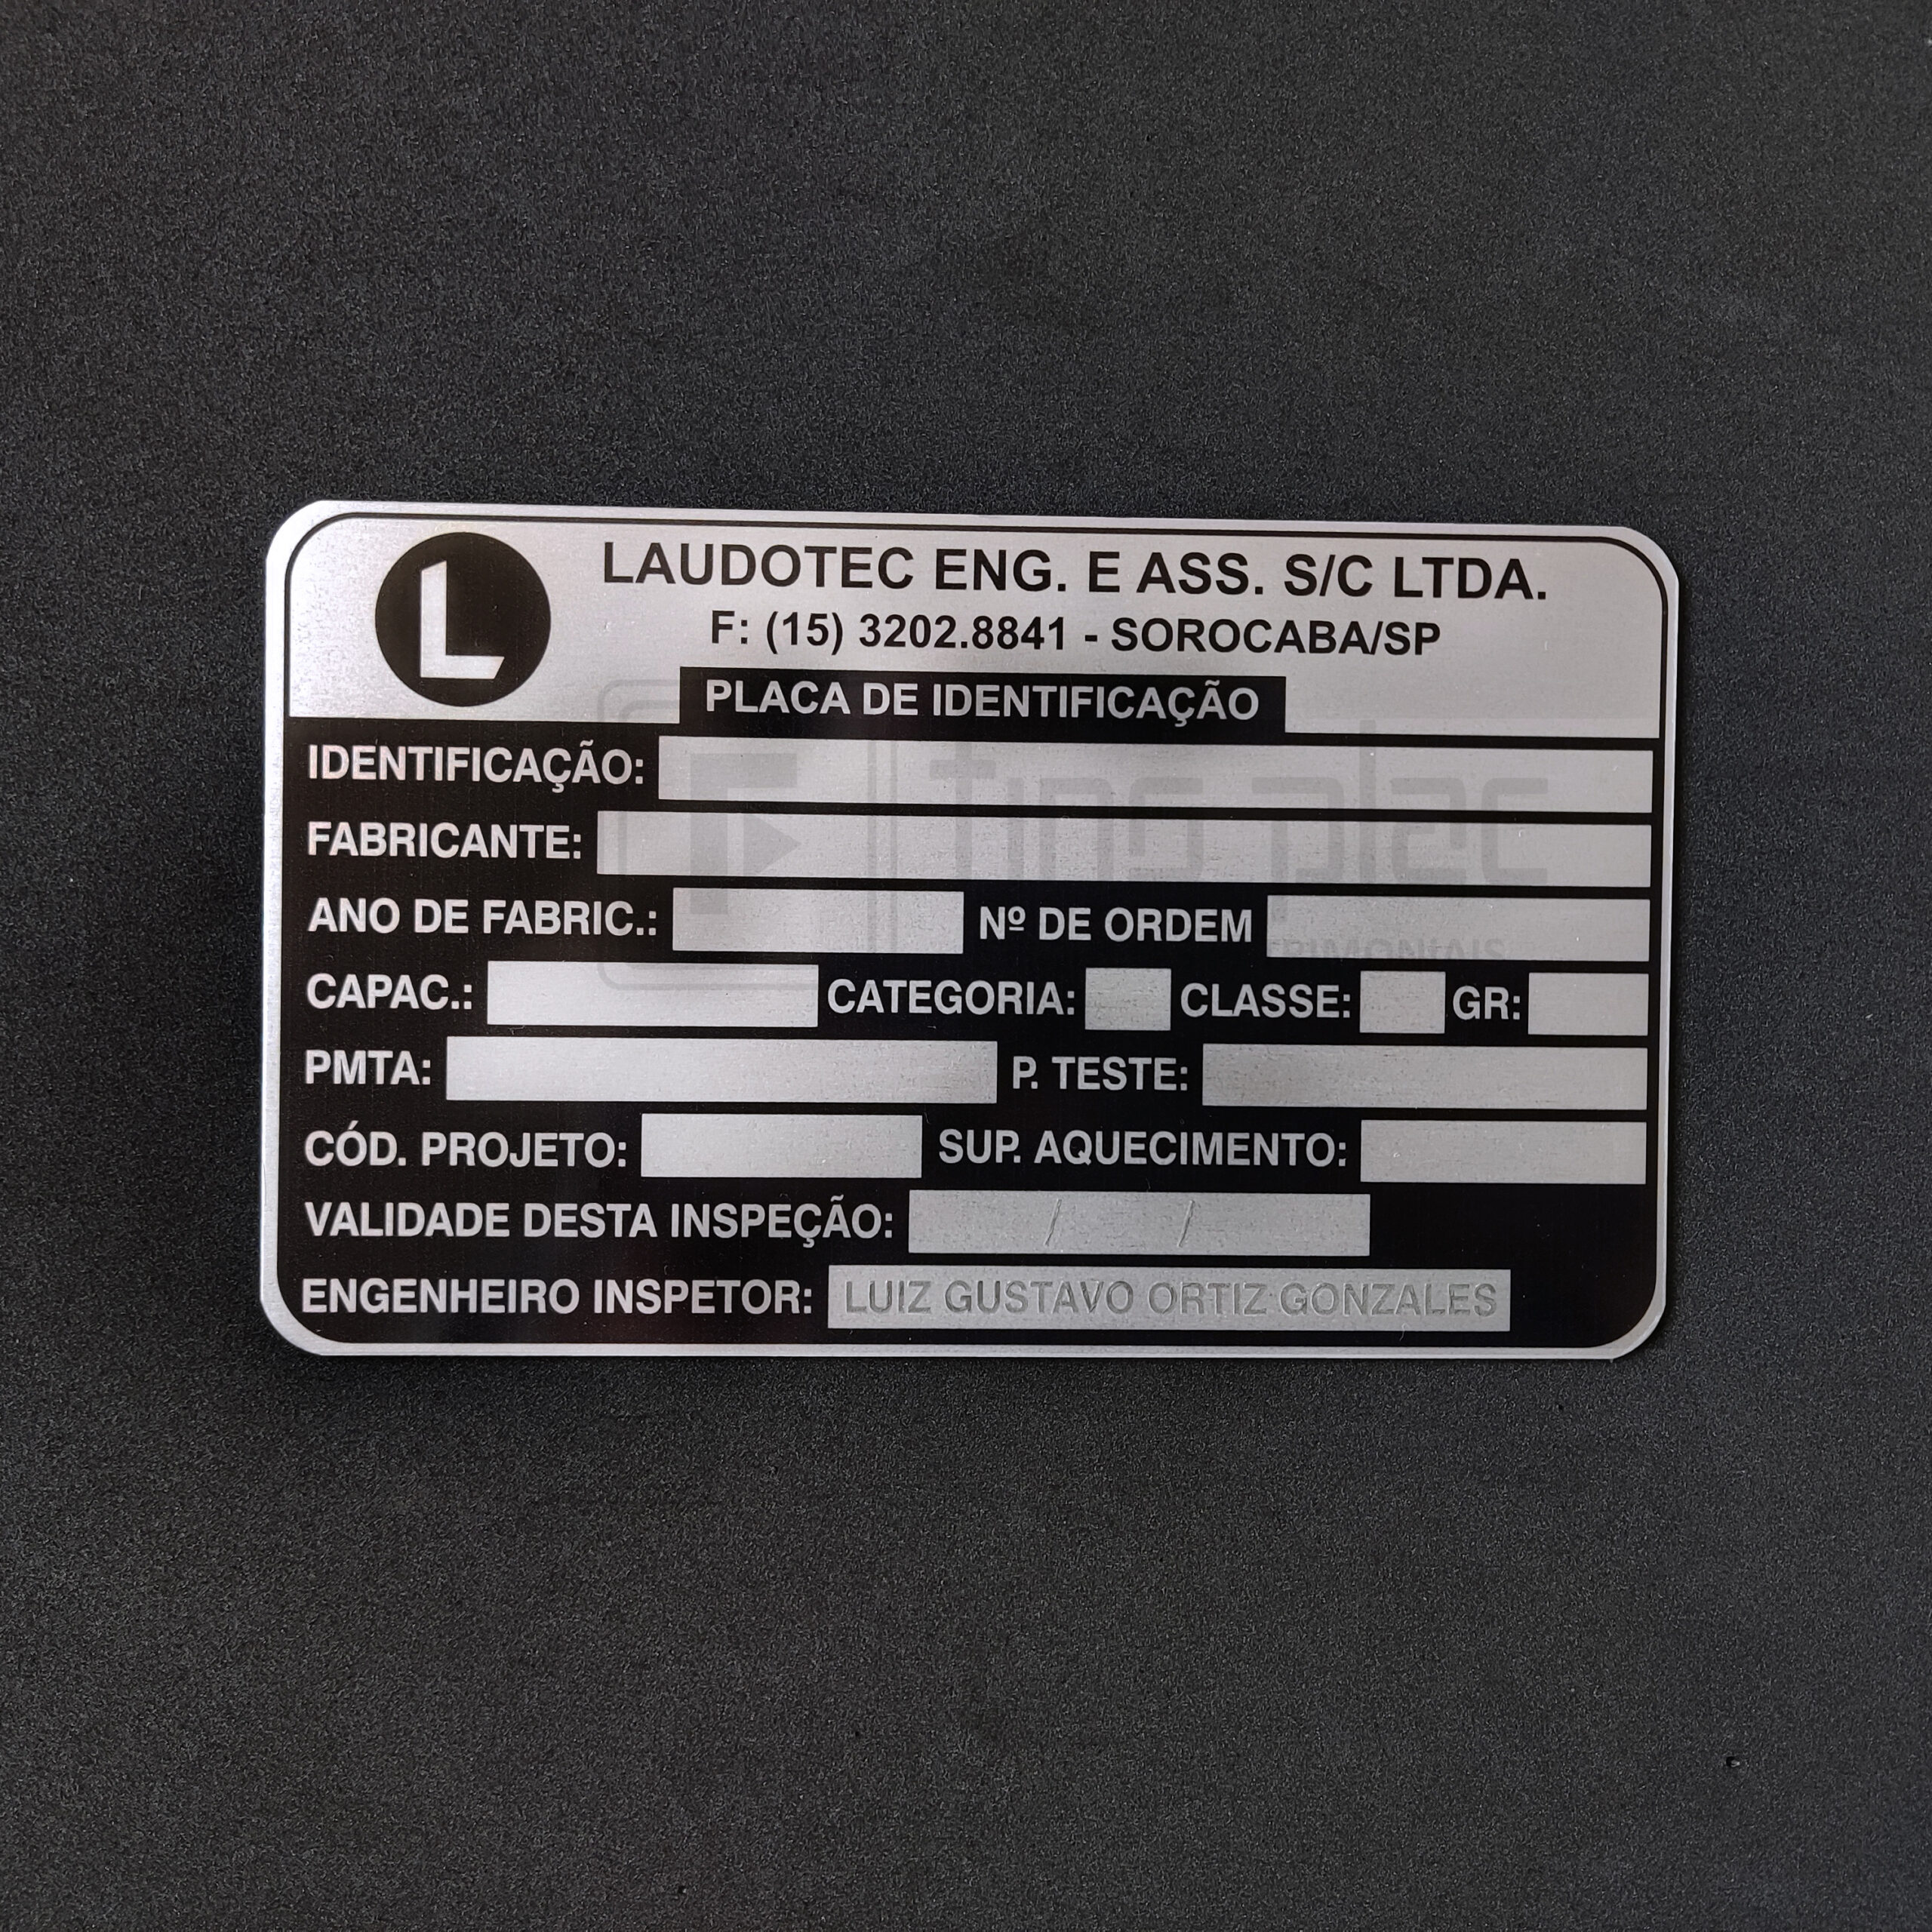 L
LAUDOTEC ENG. E ASS. S/C LTDA.
F: (15) 3202.8841 - SOROCABA/SP
PLACA DE IDENTIFICAÇÃO
IDENTIFICAÇÃO:
FABRICANTE:
ANO DE FABRIC.: Nº DE ORDEM
CAPAC.: CATEGORIA: CLASSE: GR:
PMTA: P. TESTE:
CÓD. PROJETO: SUP. AQUECIMENTO:
VALIDADE DESTA INSPEÇÃO: / /
ENGENHEIRO INSPETOR: LUIZ GUSTAVO ORTIZ GONZALES
plac